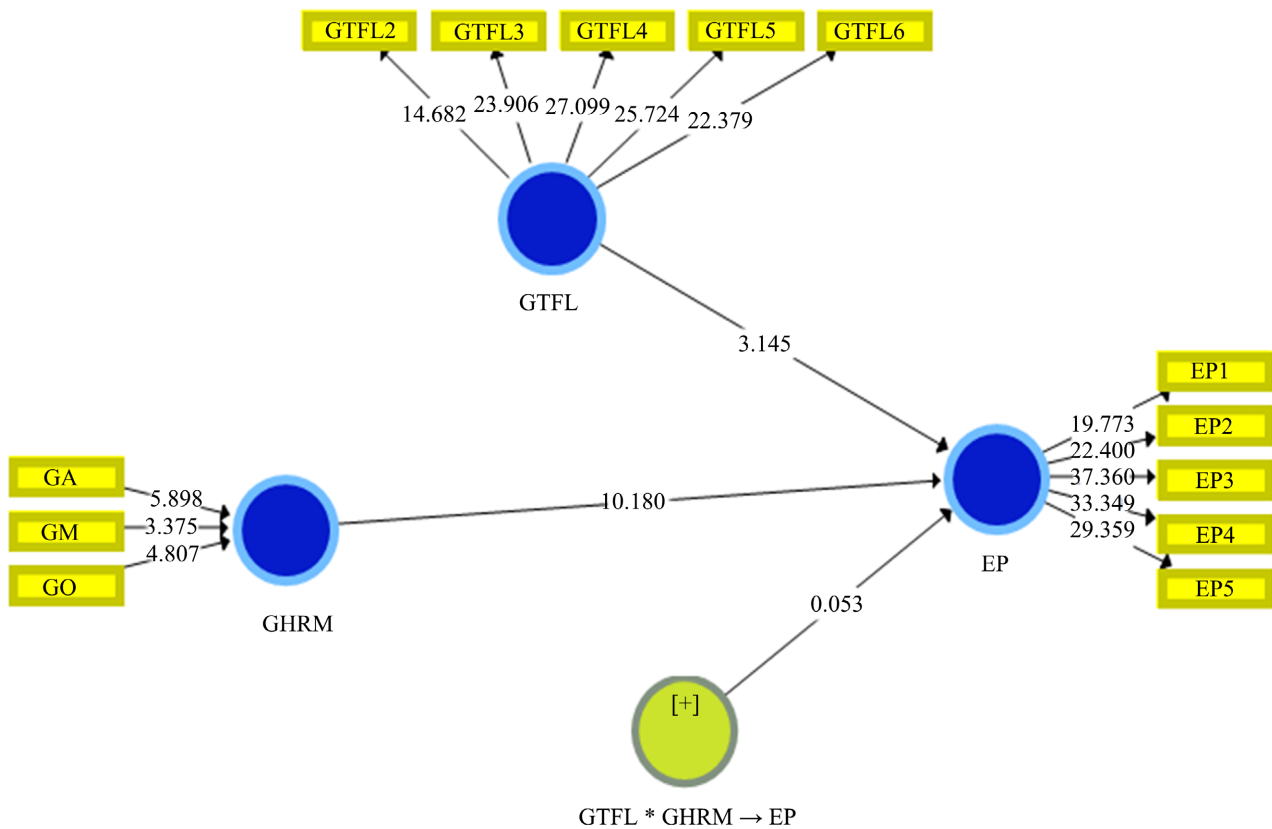 GTFL2 GTFL3 GTFL4 GTFL5 GTFL6
14.682 23.906 27.099 25.724 22.379
GTFL
3.145
EP1
19.773
EP2
22.400
37.360
EP3
33.349
29.359
EP4
EP5
EP
GA
5.898
GM
3.375
4.807
GO
GHRM
10.180
0.053
[+]
GTFL * GHRM → EP